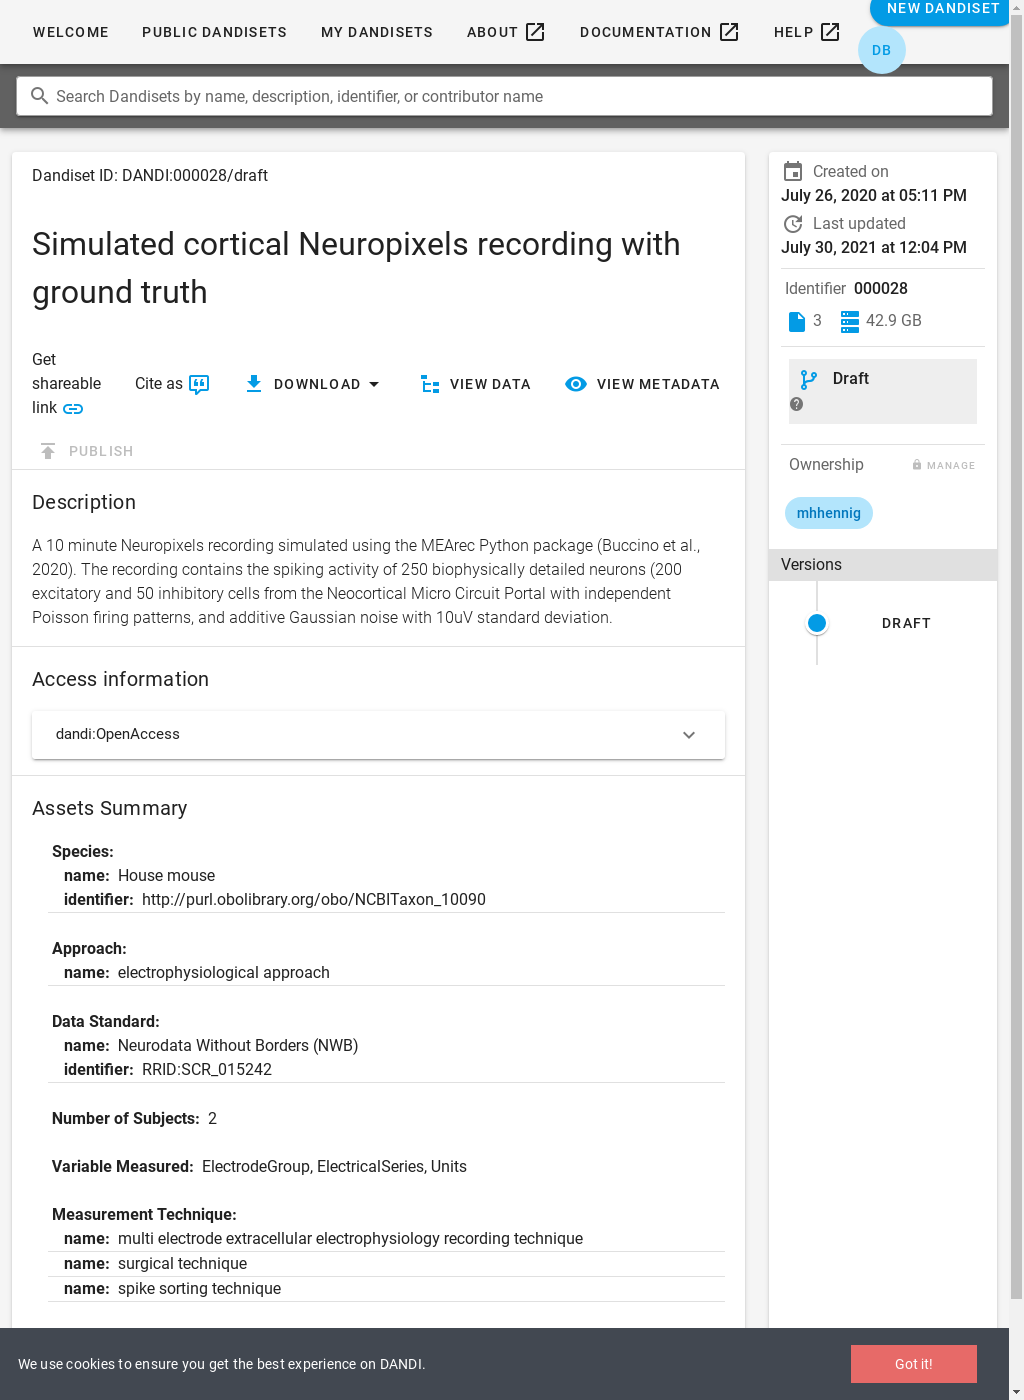 WELCOME
PUBLIC DANDISETS
MY DANDISETS
ABOUT
DOCUMENTATION
HELP
NEW DANDISET
DB
Search Dandisets by name, description, identifier, or contributor name
Dandiset ID: DANDI:000028/draft
Simulated cortical Neuropixels recording with
ground truth
Get
shareable
link
Cite as
DOWNLOAD
VIEW DATA
VIEW METADATA
PUBLISH
Description
A 10 minute Neuropixels recording simulated using the MEArec Python package (Buccino et al.,
2020). The recording contains the spiking activity of 250 biophysically detailed neurons (200
excitatory and 50 inhibitory cells from the Neocortical Micro Circuit Portal with independent
Poisson firing patterns, and additive Gaussian noise with 10uV standard deviation.
Access information
dandi:OpenAccess
Assets Summary
Species:
name: House mouse
identifier: http://purl.obolibrary.org/obo/NCBITaxon_10090
Approach:
name: electrophysiological approach
Data Standard:
name: Neurodata Without Borders (NWB)
identifier: RRID:SCR_015242
Number of Subjects: 2
Variable Measured: ElectrodeGroup, ElectricalSeries, Units
Measurement Technique:
name: multi electrode extracellular electrophysiology recording technique
name: surgical technique
name: spike sorting technique
Created on
July 26, 2020 at 05:11 PM
Last updated
July 30, 2021 at 12:04 PM
Identifier 000028
3 42.9 GB
Draft
Ownership
MANAGE
mhhennig
Versions
DRAFT
We use cookies to ensure you get the best experience on DANDI.
Got it!